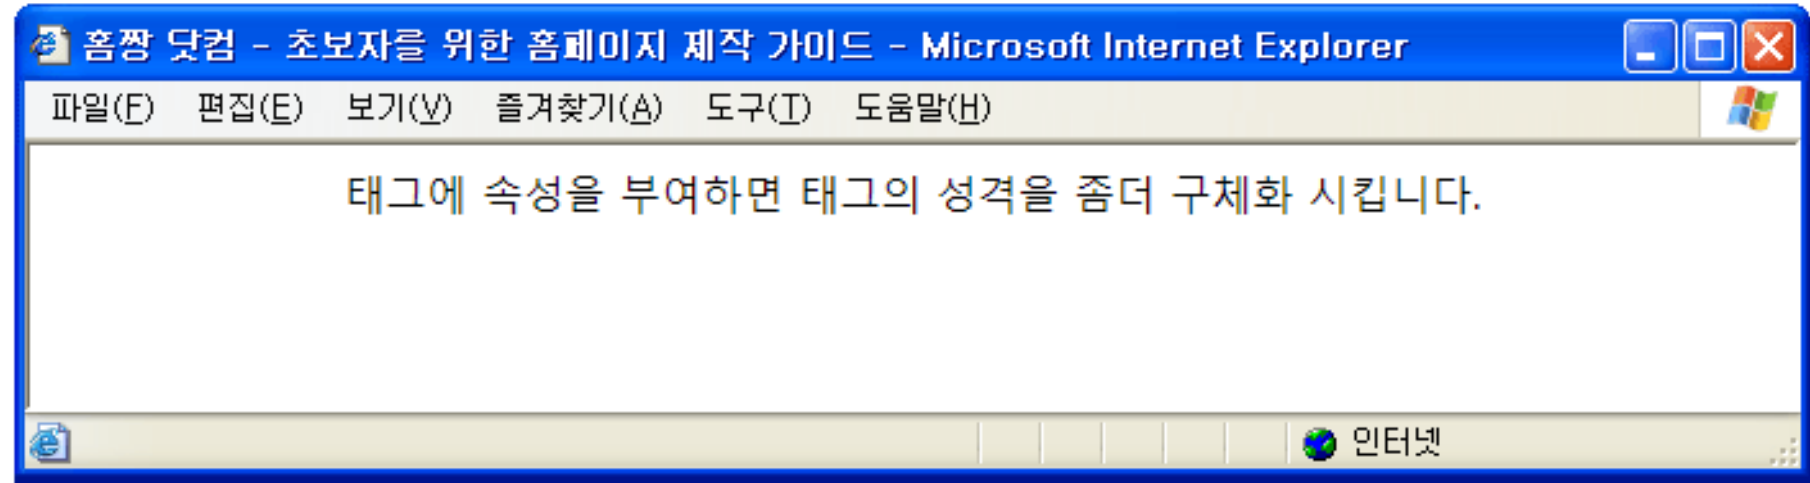 홈짱 닷컴 - 초보자를 위한 홈페이지 제작 가이드 - Microsoft Internet Explorer
파일(F) 편집(E) 보기(V) 즐겨찾기(A) 도구(T) 도움말(H)
태그에 속성을 부여하면 태그의 성격을 좀더 구체화 시킵니다.
인터넷